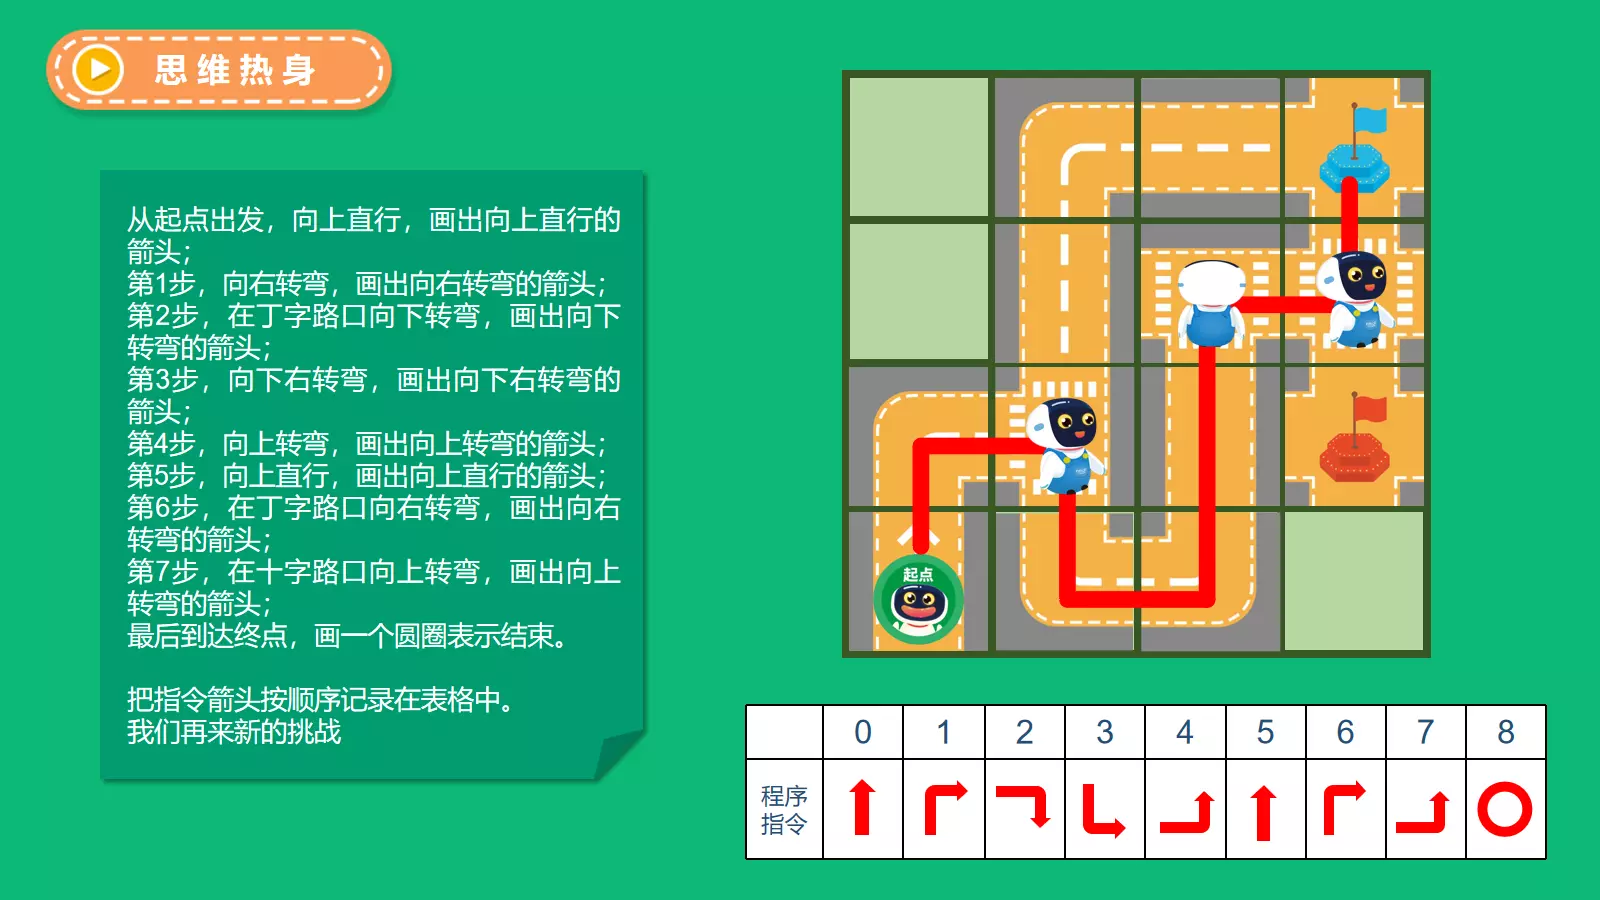 思维热身
从起点出发，向上直行，画出向上直行的
箭头；
第1步，向右转弯，画出向右转弯的箭头；
第2步，在丁字路口向下转弯，画出向下
转弯的箭头；
第3步，向下右转弯，画出向下右转弯的
箭头；
第4步，向上转弯，画出向上转弯的箭头；
第5步，向上直行，画出向上直行的箭头；
第6步，在丁字路口向右转弯，画出向右
转弯的箭头；
第7步，在十字路口向上转弯，画出向上
转弯的箭头；
最后到达终点，画一个圆圈表示结束。
把指令箭头按顺序记录在表格中。
我们再来新的挑战
起点
0 1 2 3 4 5 6 7 8
程序
指令